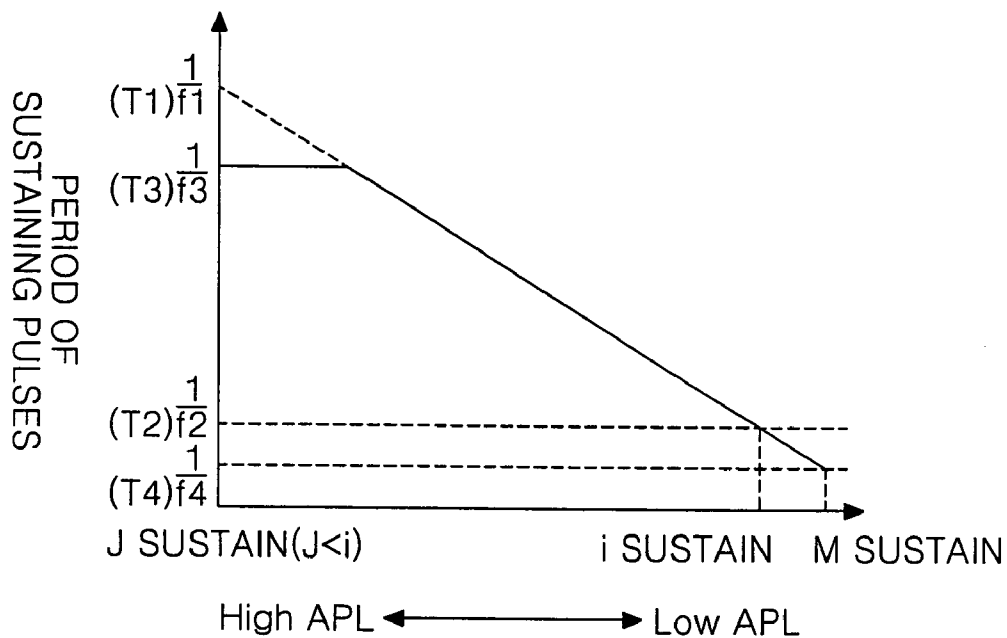 PERIOD OF
SUSTAINING PULSES
(T1) 1/f1
(T3) 1/f3
(T2) 1/f2
(T4) 1/f4
J SUSTAIN(J<i) i SUSTAIN M SUSTAIN
High APL Low APL